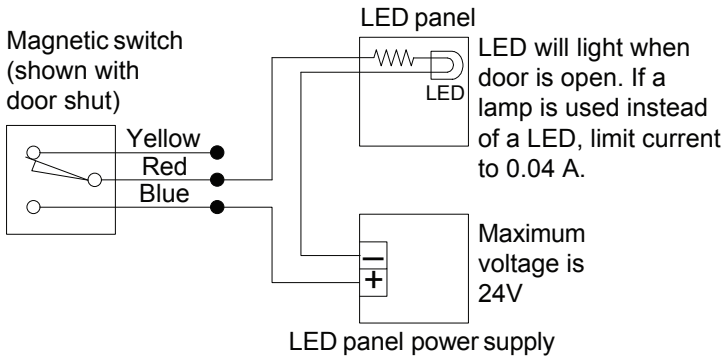 LED panel
Magnetic switch
(shown with
door shut)
LED will light when
door is open. If a
lamp is used instead
of a LED, limit current
to 0.04 A.
LED
Yellow
Red
Blue
−
+
Maximum
voltage is
24V
LED panel power supply